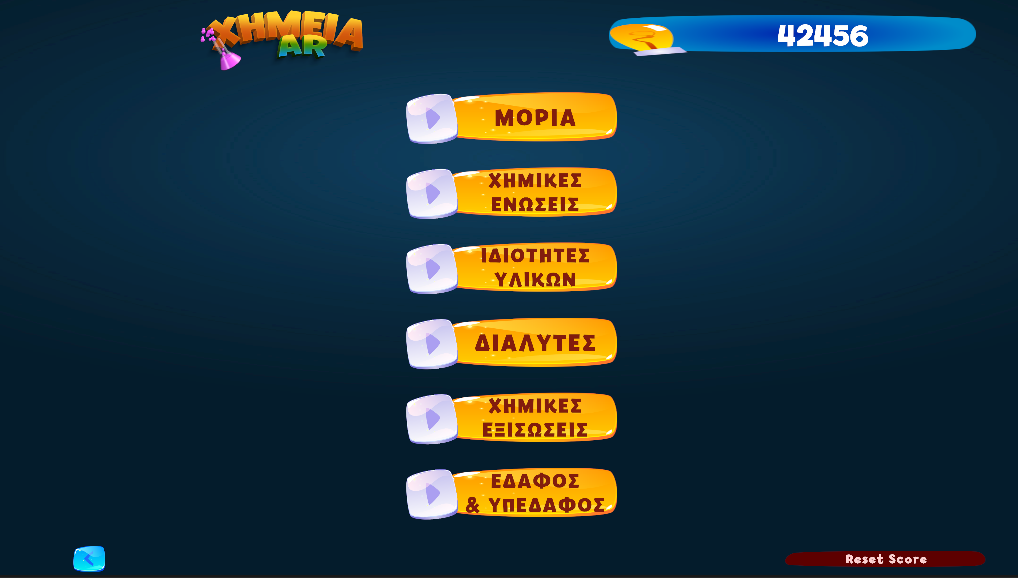 ΧΗΜΕΙΑ
AR
42456
ΜΟΡΙΑ
ΧΗΜΙΚΕΣ
ΕΝΩΣΕΙΣ
ΙΔΙΟΤΗΤΕΣ
ΥΛΙΚΩΝ
ΔΙΑΛΥΤΕΣ
ΧΗΜΙΚΕΣ
ΕΞΙΣΩΣΕΙΣ
ΕΔΑΦΟΣ
& ΥΠΕΔΑΦΟΣ
Reset Score